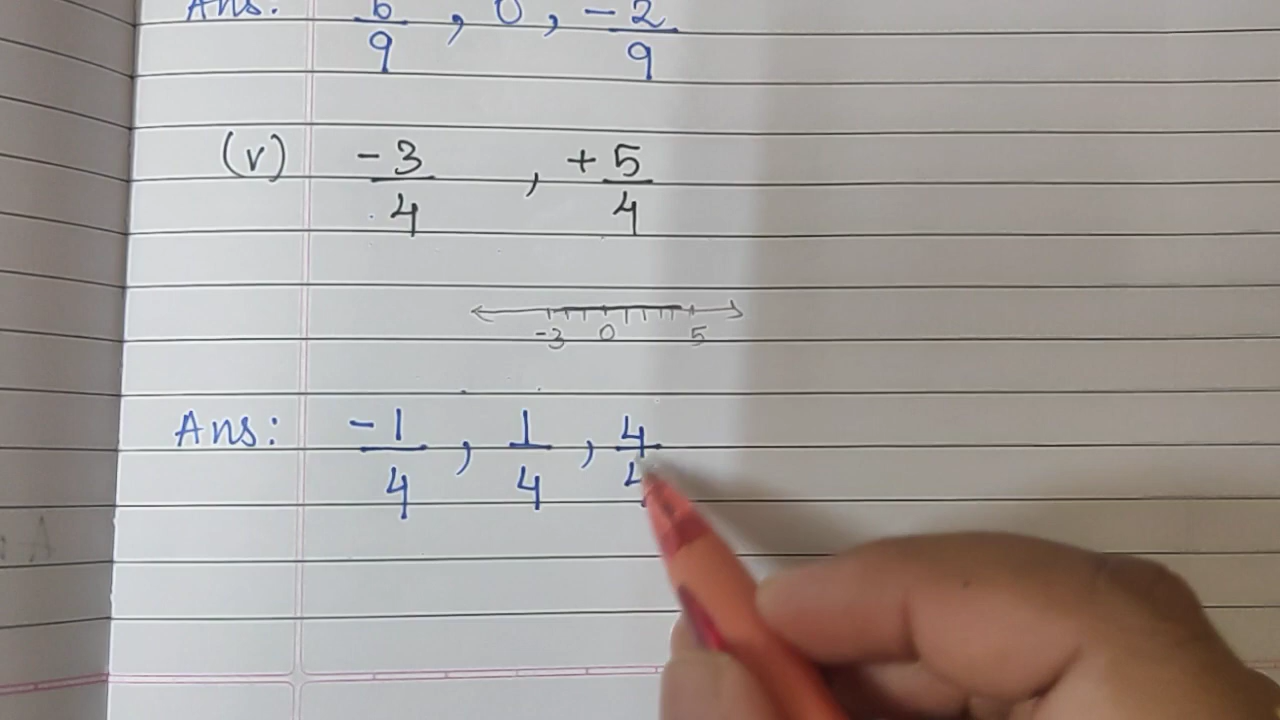 Ans: 6/9 , 0 , -2/9
(v) -3/4 , +5/4
-3 0 5
Ans: -1/4 , 1/4 , 4/4